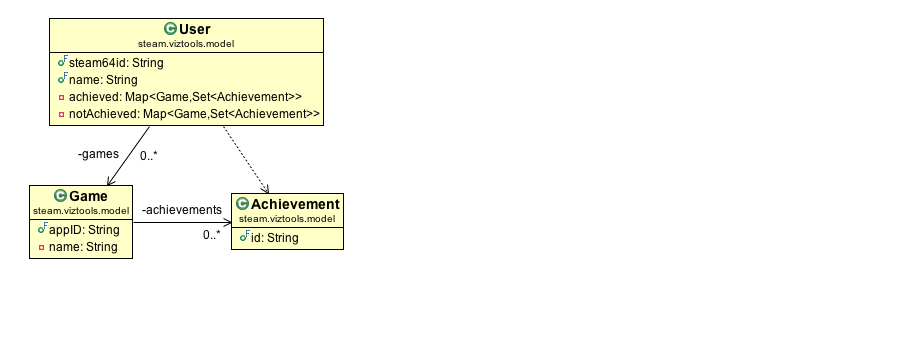 C User
steam.viztools.model
F steam64id: String
F name: String
achieved: Map<Game,Set<Achievement>>
notAchieved: Map<Game,Set<Achievement>>
-games 0..*
C Game
steam.viztools.model
F appID: String
name: String
-achievements
0..*
C Achievement
steam.viztools.model
F id: String